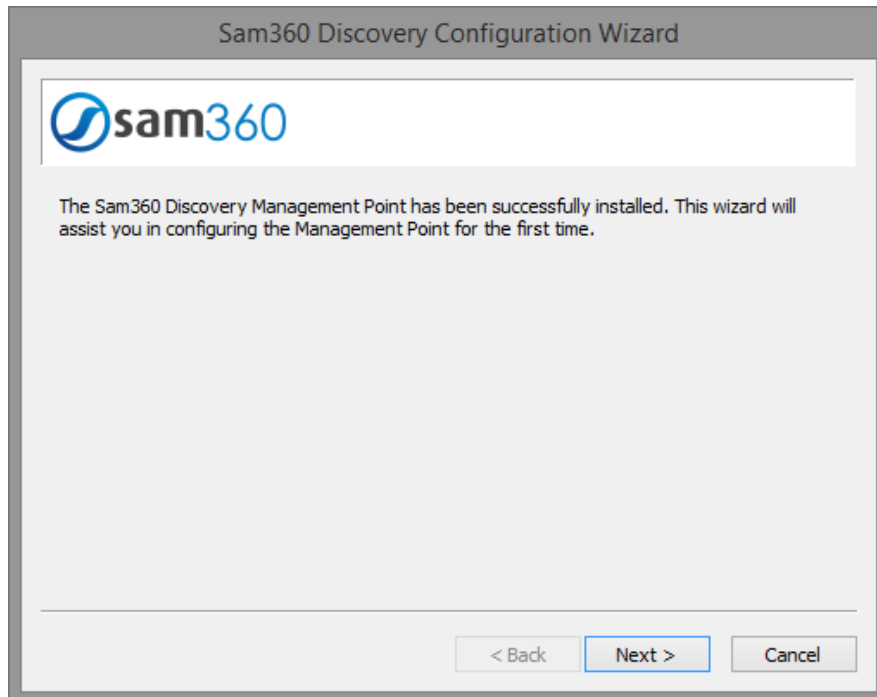 Sam360 Discovery Configuration Wizard
sam360
The Sam360 Discovery Management Point has been successfully installed. This wizard will
assist you in configuring the Management Point for the first time.
< Back
Next >
Cancel